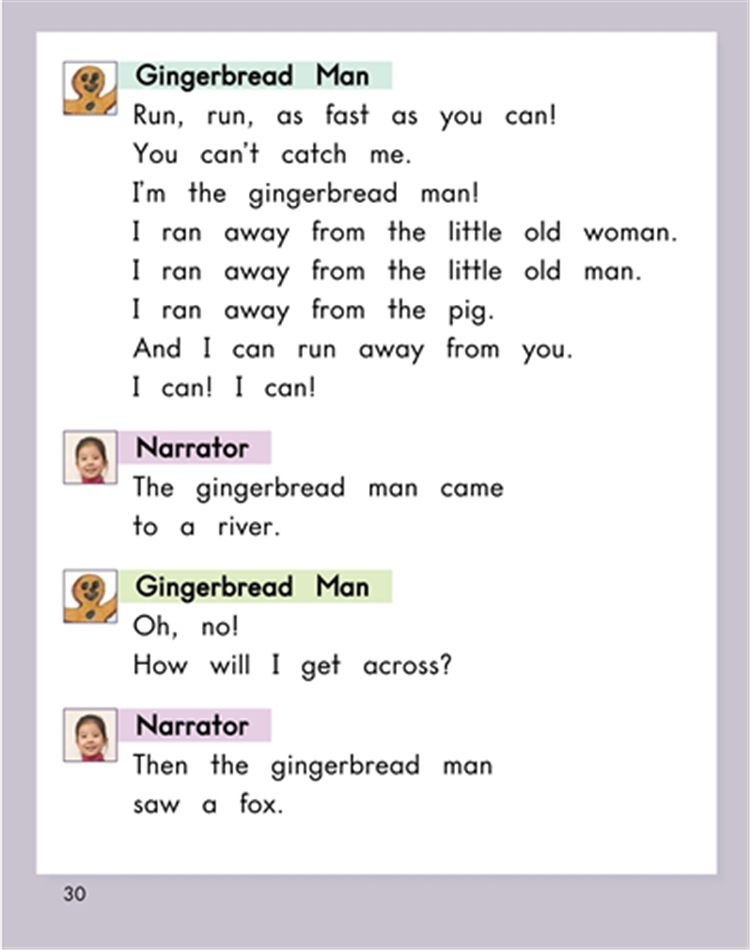 Gingerbread Man
Run, run, as fast as you can!
You can't catch me.
I'm the gingerbread man!
I ran away from the little old woman.
I ran away from the little old man.
I ran away from the pig.
And I can run away from you.
I can! I can!
Narrator
The gingerbread man came
to a river.
Gingerbread Man
Oh, no!
How will I get across?
Narrator
Then the gingerbread man
saw a fox.
30